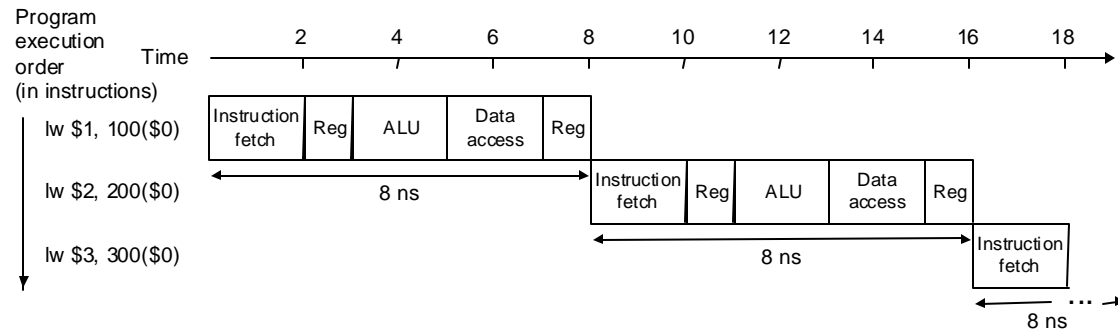 Program
execution
order
(in instructions)
Time
2 4 6 8 10 12 14 16 18
lw $1, 100($0)
Instruction
fetch
Reg
ALU
Data
access
Reg
8 ns
lw $2, 200($0)
Instruction
fetch
Reg
ALU
Data
access
Reg
8 ns
lw $3, 300($0)
Instruction
fetch
...
8 ns